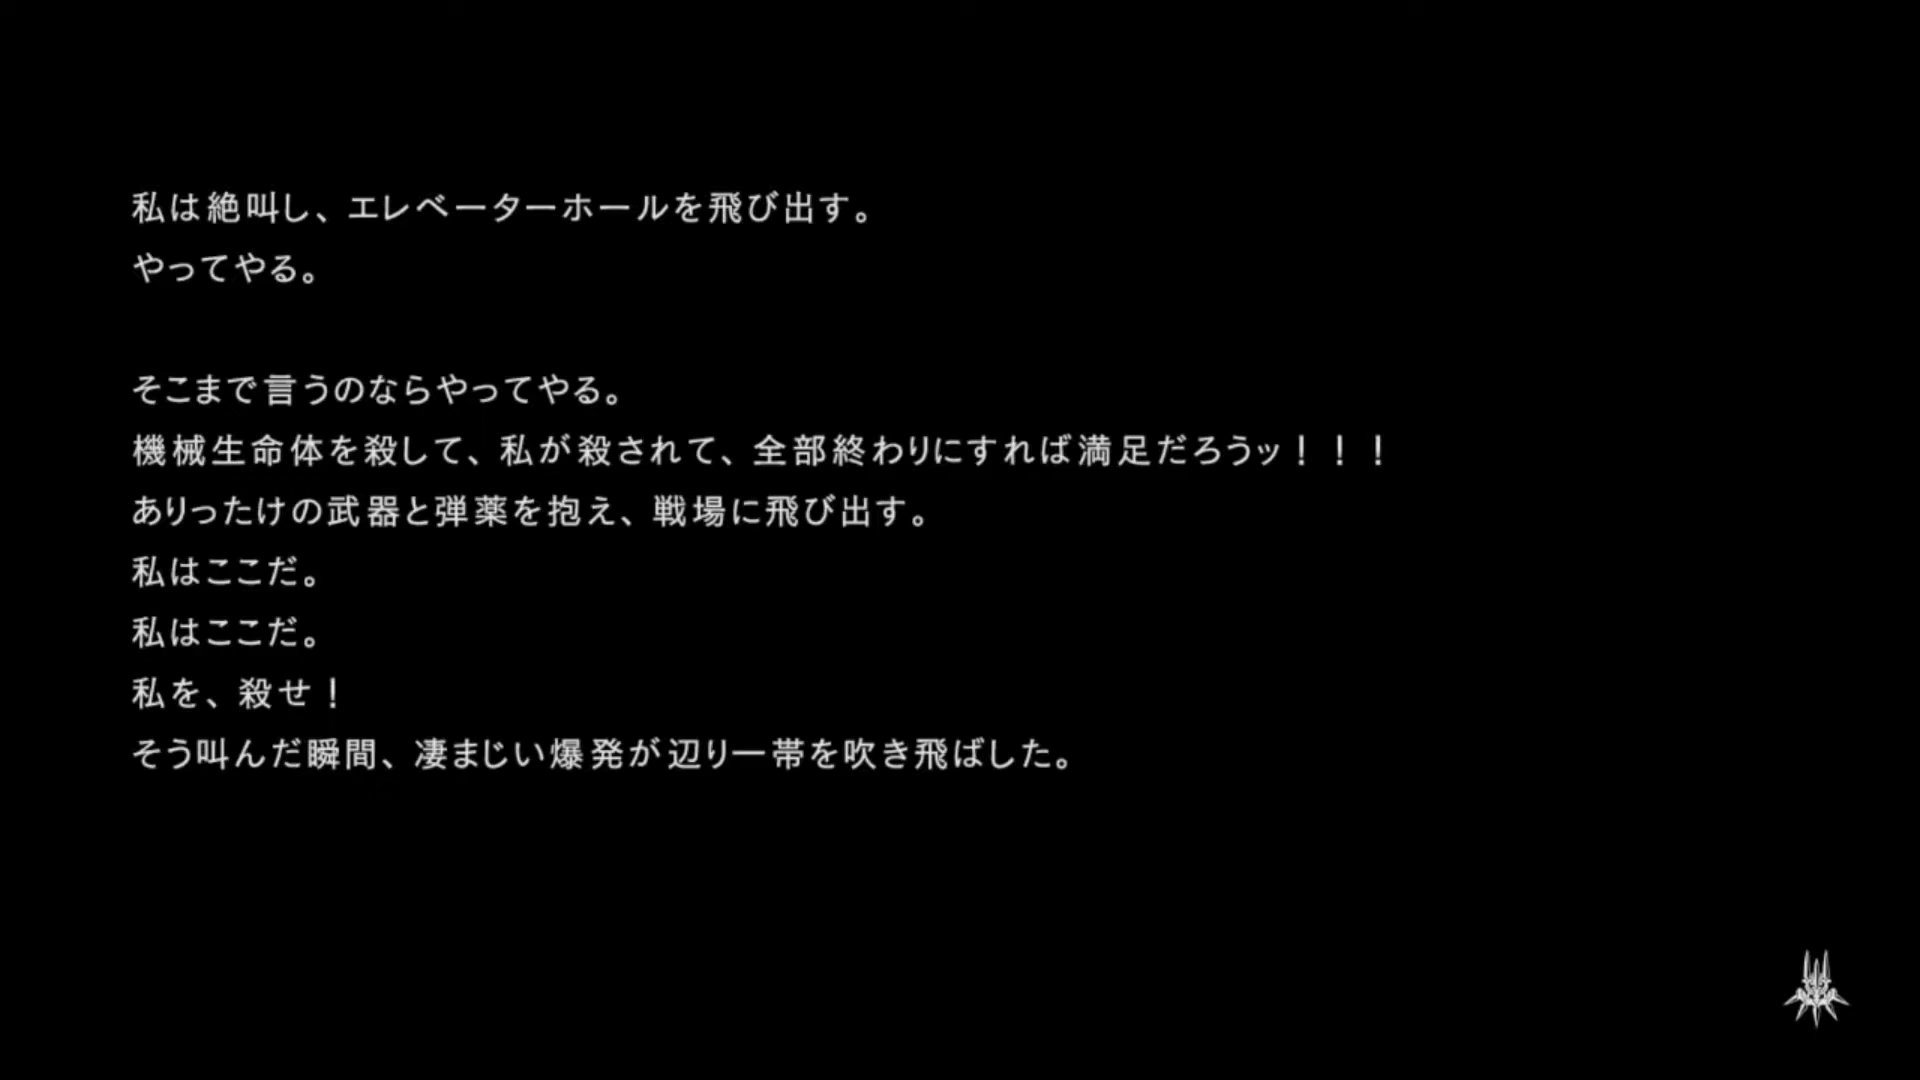 私は絶叫し、エレベーターホールを飛び出す。
やってやる。
そこまで言うのならやってやる。
機械生命体を殺して、私が殺されて、全部終わりにすれば満足だろうッ！！！
ありったけの武器と弾薬を抱え、戦場に飛び出す。
私はここだ。
私はここだ。
私を、殺せ！
そう叫んだ瞬間、凄まじい爆発が辺り一帯を吹き飛ばした。